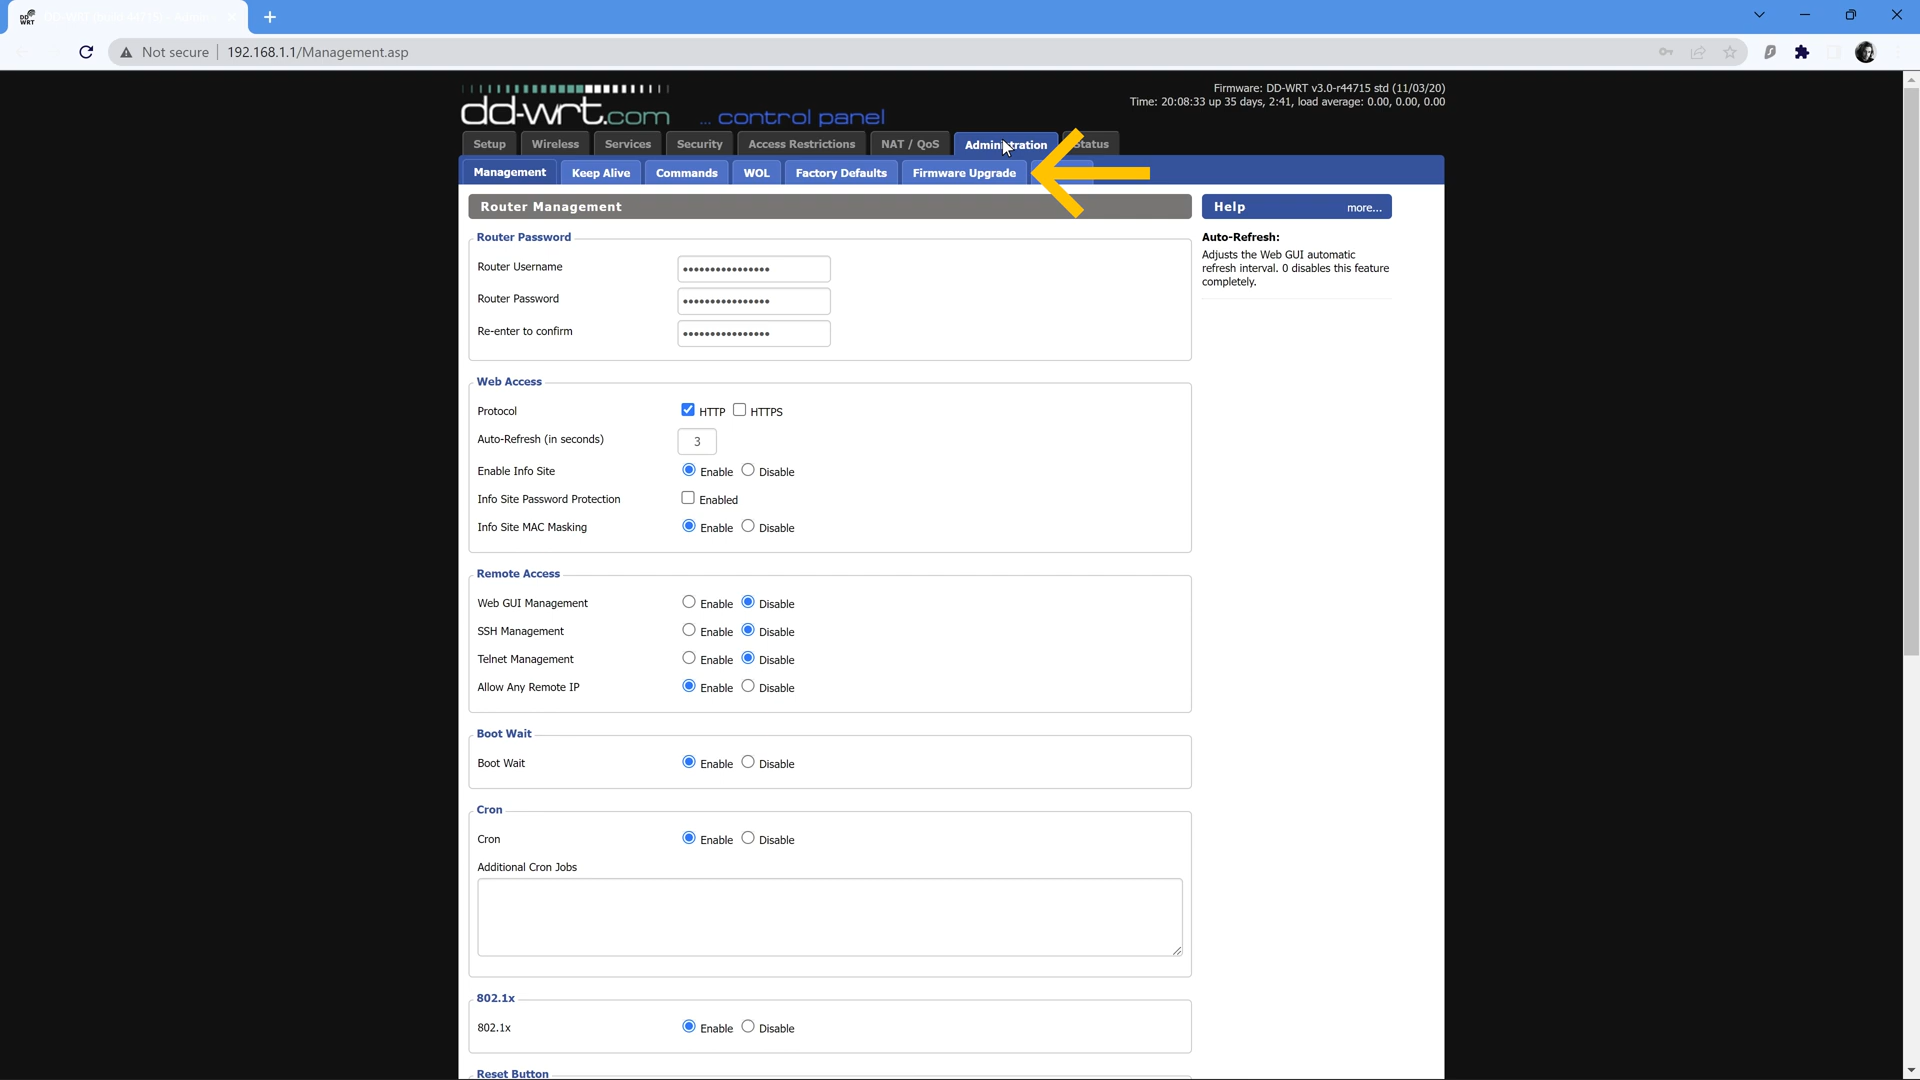 DD
WRT
Not secure | 192.168.1.1/Management.asp
dd-wrt.com ... control panel
Firmware: DD-WRT v3.0-r44715 std (11/03/20)
Time: 20:08:33 up 35 days, 2:41, load average: 0.00, 0.00, 0.00
Setup Wireless Services Security Access Restrictions NAT / QoS Administration Status
Management Keep Alive Commands WOL Factory Defaults Firmware Upgrade
Router Management
Help more...
Router Password
Router Username ••••••••••••••••
Router Password ••••••••••••••••
Re-enter to confirm ••••••••••••••••
Auto-Refresh:
Adjusts the Web GUI automatic
refresh interval. 0 disables this feature
completely.
Web Access
Protocol HTTP HTTPS
Auto-Refresh (in seconds) 3
Enable Info Site Enable Disable
Info Site Password Protection Enabled
Info Site MAC Masking Enable Disable
Remote Access
Web GUI Management Enable Disable
SSH Management Enable Disable
Telnet Management Enable Disable
Allow Any Remote IP Enable Disable
Boot Wait
Boot Wait Enable Disable
Cron
Cron Enable Disable
Additional Cron Jobs
802.1x
802.1x Enable Disable
Reset Button